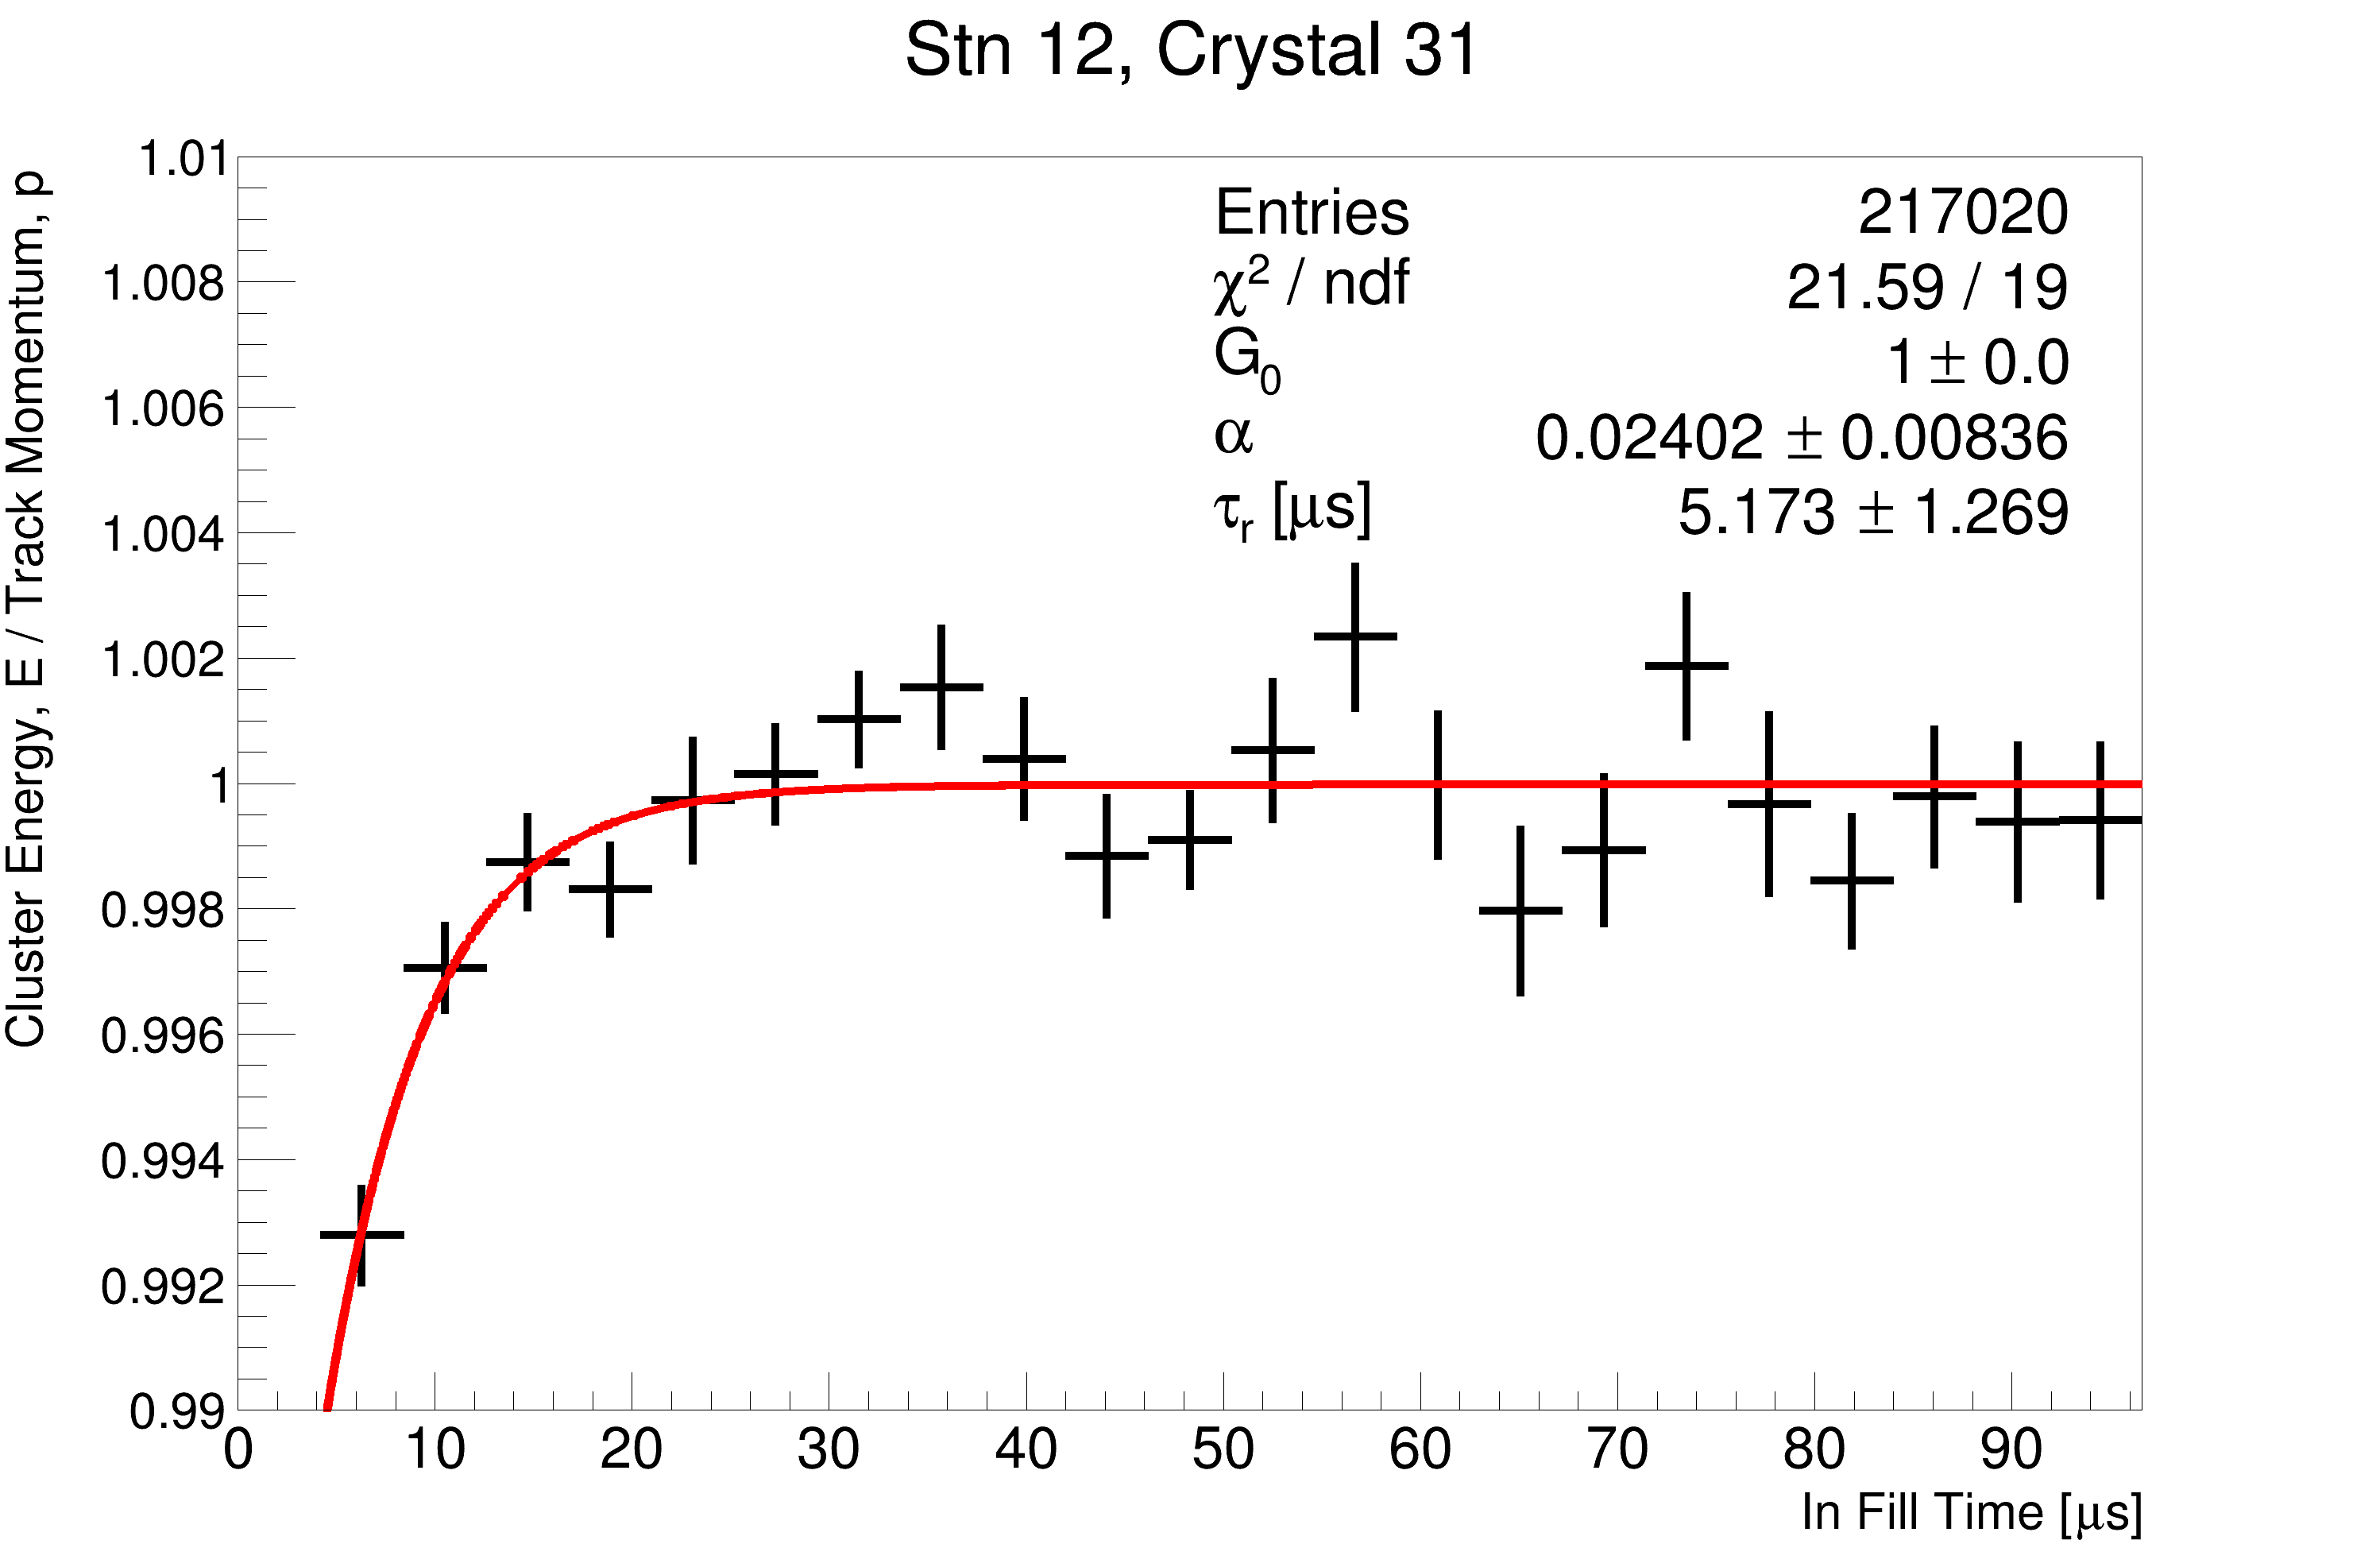 Stn 12, Crystal 31
Cluster Energy, E / Track Momentum, p
1.01
1.008
1.006
1.004
1.002
1
0.998
0.996
0.994
0.992
0.99
Entries 217020
χ² / ndf 21.59 / 19
G₀ 1 ± 0.0
α 0.02402 ± 0.00836
τᵣ [μs] 5.173 ± 1.269
0 10 20 30 40 50 60 70 80 90
In Fill Time [μs]